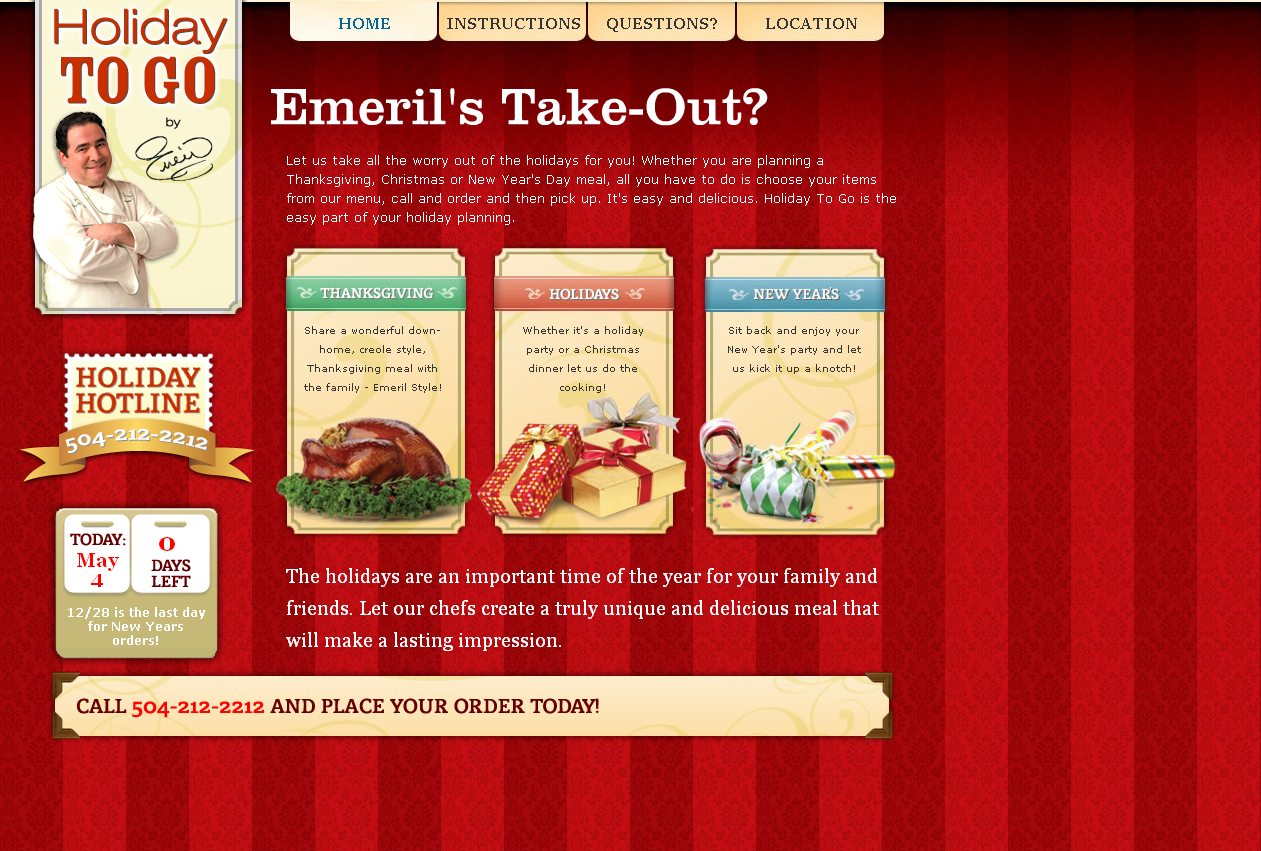 Holiday
TO GO
by
Emeril
HOME
INSTRUCTIONS
QUESTIONS?
LOCATION
Emeril's Take-Out?
Let us take all the worry out of the holidays for you! Whether you are planning a
Thanksgiving, Christmas or New Year's Day meal, all you have to do is choose your items
from our menu, call and order and then pick up. It's easy and delicious. Holiday To Go is the
easy part of your holiday planning.
THANKSGIVING
Share a wonderful down-
home, creole style,
Thanksgiving meal with
the family - Emeril Style!
HOLIDAYS
Whether it's a holiday
party or a Christmas
dinner let us do the
cooking!
NEW YEAR'S
Sit back and enjoy your
New Year's party and let
us kick it up a knotch!
HOLIDAY
HOTLINE
504-212-2212
TODAY:
May
4
0
DAYS
LEFT
12/28 is the last day
for New Years
orders!
The holidays are an important time of the year for your family and
friends. Let our chefs create a truly unique and delicious meal that
will make a lasting impression.
CALL 504-212-2212 AND PLACE YOUR ORDER TODAY!